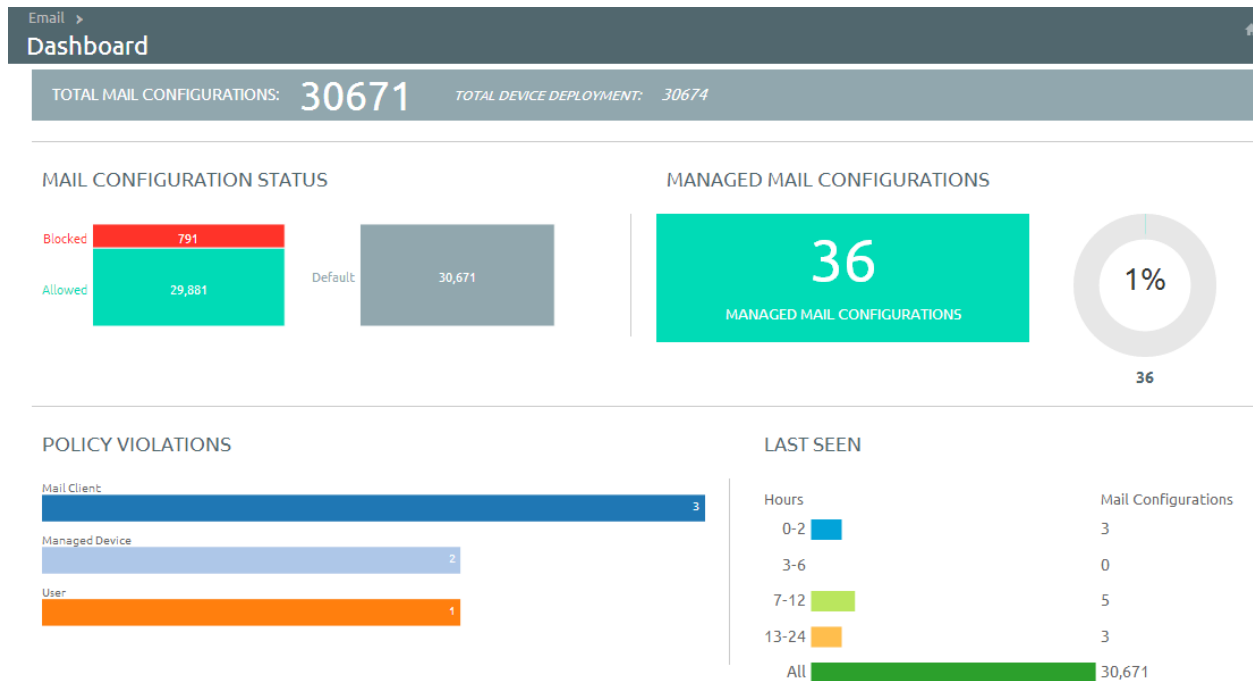 Email >
Dashboard
TOTAL MAIL CONFIGURATIONS: 30671 TOTAL DEVICE DEPLOYMENT: 30674
MAIL CONFIGURATION STATUS
Blocked 791
Allowed 29,881
Default 30,671
MANAGED MAIL CONFIGURATIONS
36
MANAGED MAIL CONFIGURATIONS
1%
36
POLICY VIOLATIONS
Mail Client
3
Managed Device
2
User
1
LAST SEEN
Hours Mail Configurations
0-2 3
3-6 0
7-12 5
13-24 3
All 30,671